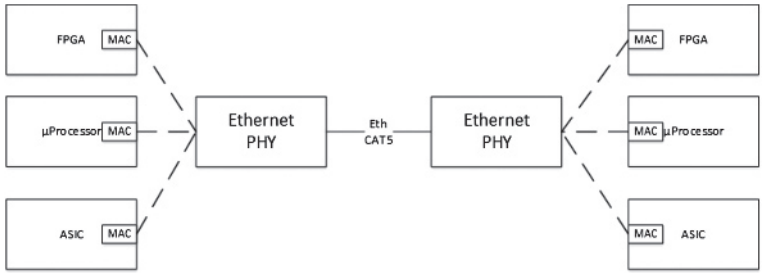 FPGA MAC
Ethernet
PHY
Eth
CAT5
Ethernet
PHY
MAC FPGA
µProcessor MAC
MAC µProcessor
ASIC MAC
MAC ASIC